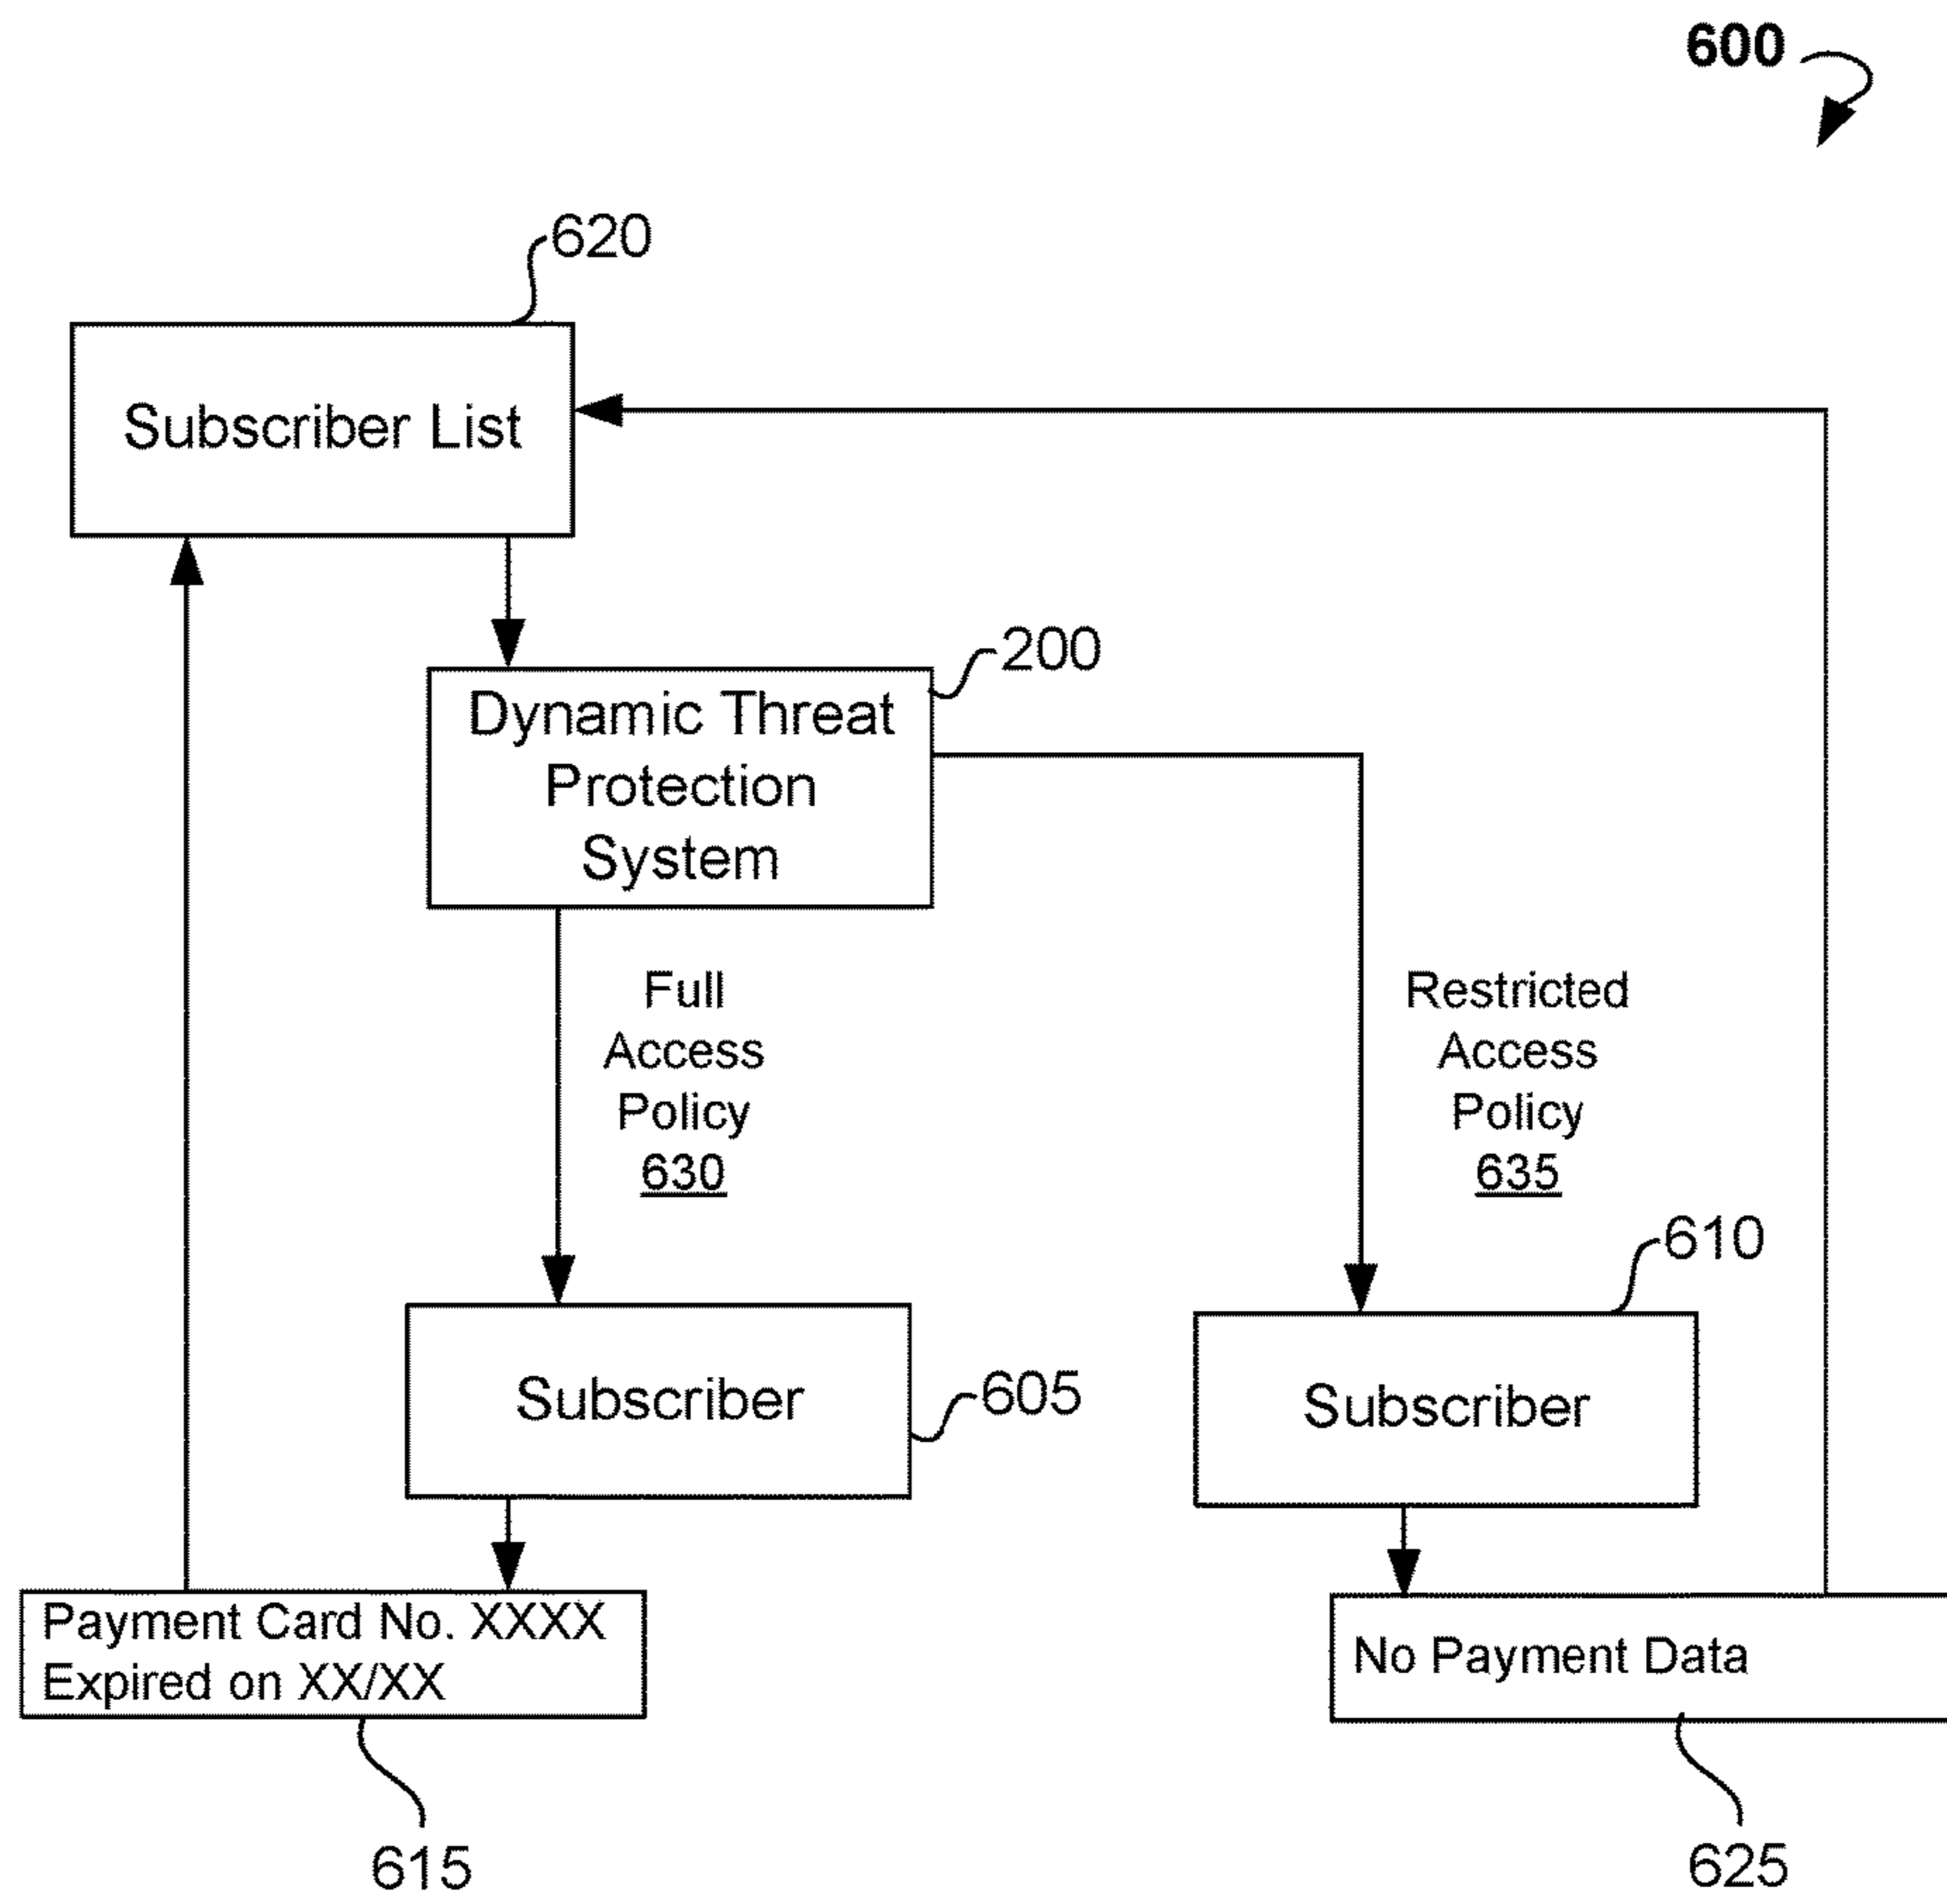 600
620
Subscriber List
200
Dynamic Threat
Protection
System
Full
Access
Policy
630
Restricted
Access
Policy
635
610
Subscriber
605
Subscriber
Payment Card No. XXXX
Expired on XX/XX
No Payment Data
615
625